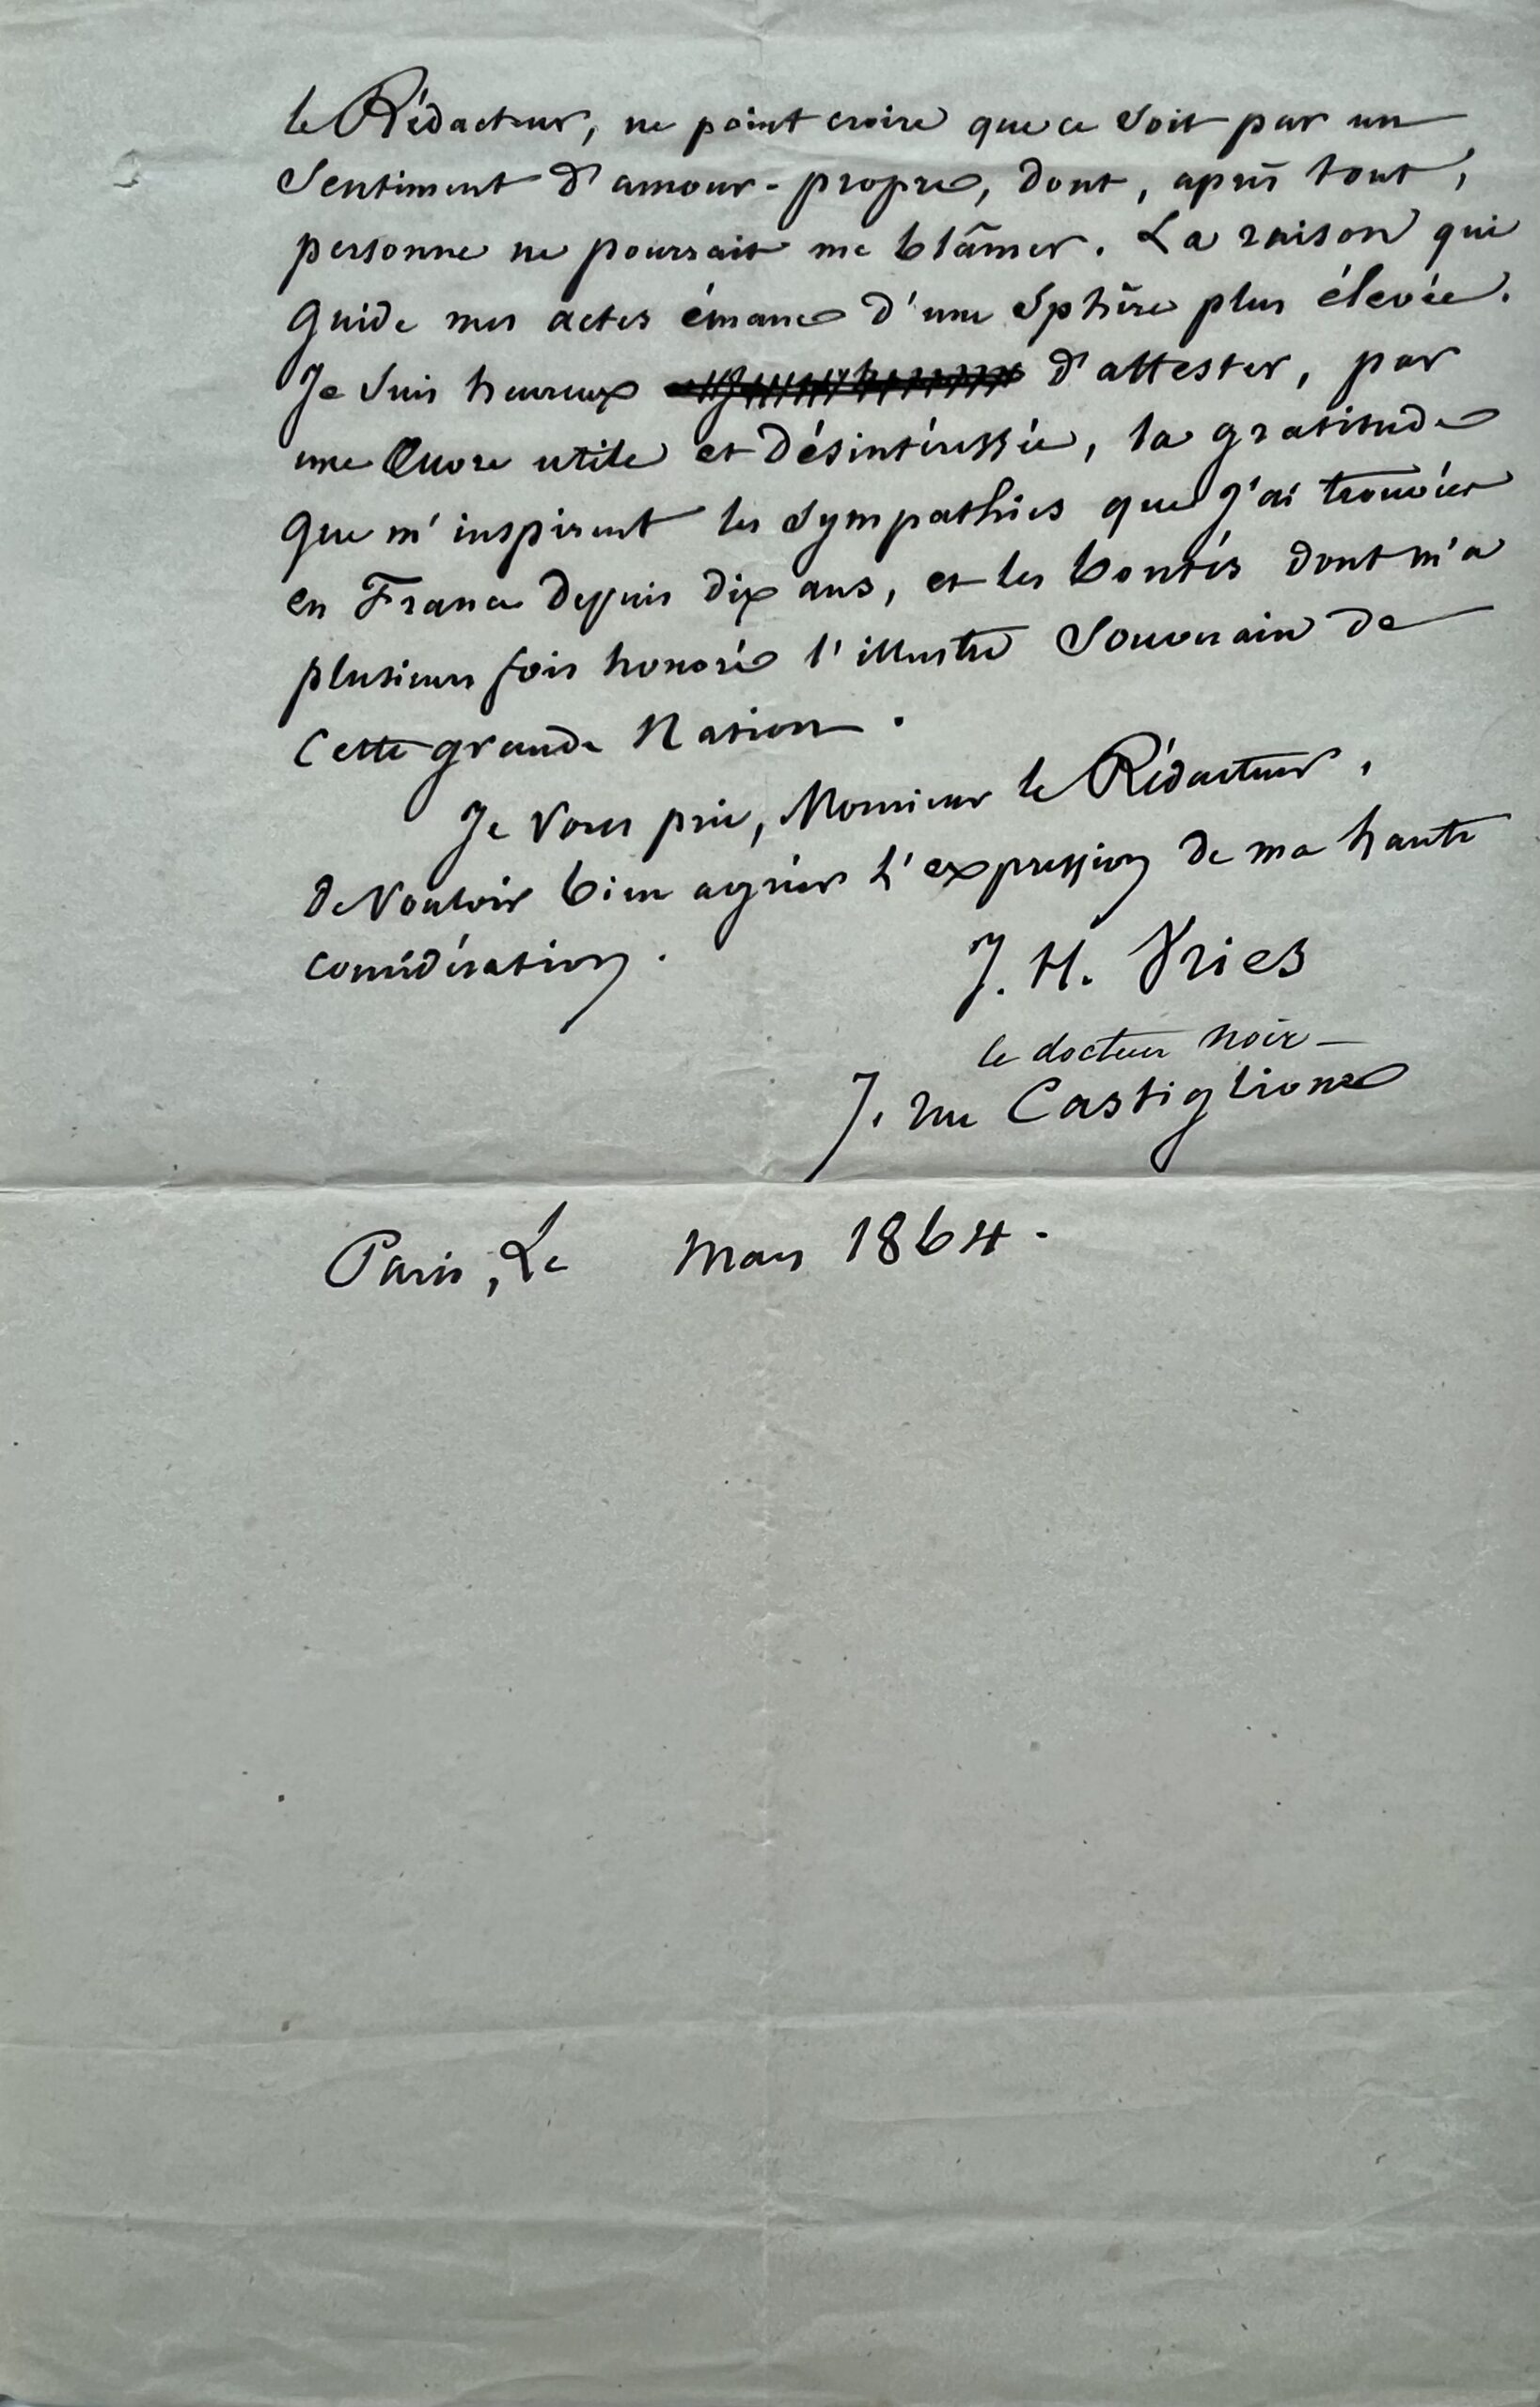 le Rédacteur, ne point croire que ce soit par un
Sentiment d'amour-propre, dont, après tout,
personne ne pourrait me blâmer. La raison qui
guide mes actes émane d'une Sphère plus élevée.
Je suis heureux d'attester, par
une Œuvre utile et désintéressée, la gratitude
que m'inspirent les sympathies que j'ai trouvées
en France depuis dix ans, et les bontés dont m'a
plusieurs fois honoré l'illustre Souverain de
Cette grande Nation.
Je vous prie, Monsieur le Rédacteur,
de Vouloir bien agréer l'expression de ma haute
considération.
J. H. Vries
le docteur noir —
7. rue Castiglione
Paris, Le mars 1864.